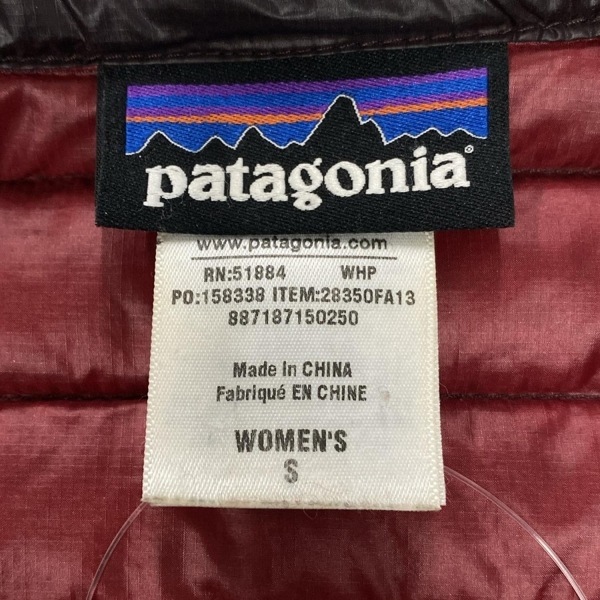 patagonia®
www.patagonia.com
RN:51884 WHP
PO:158338 ITEM:28350FA13
887187150250
Made In CHINA
Fabriqué EN CHINE
WOMEN'S
S